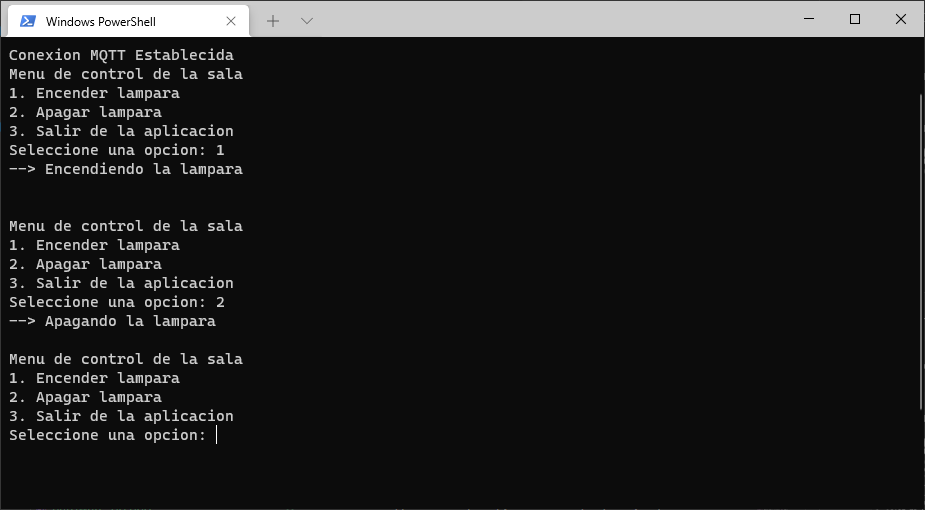 Windows PowerShell
Conexion MQTT Establecida
Menu de control de la sala
1. Encender lampara
2. Apagar lampara
3. Salir de la aplicacion
Seleccione una opcion: 1
--> Encendiendo la lampara
Menu de control de la sala
1. Encender lampara
2. Apagar lampara
3. Salir de la aplicacion
Seleccione una opcion: 2
--> Apagando la lampara
Menu de control de la sala
1. Encender lampara
2. Apagar lampara
3. Salir de la aplicacion
Seleccione una opcion: